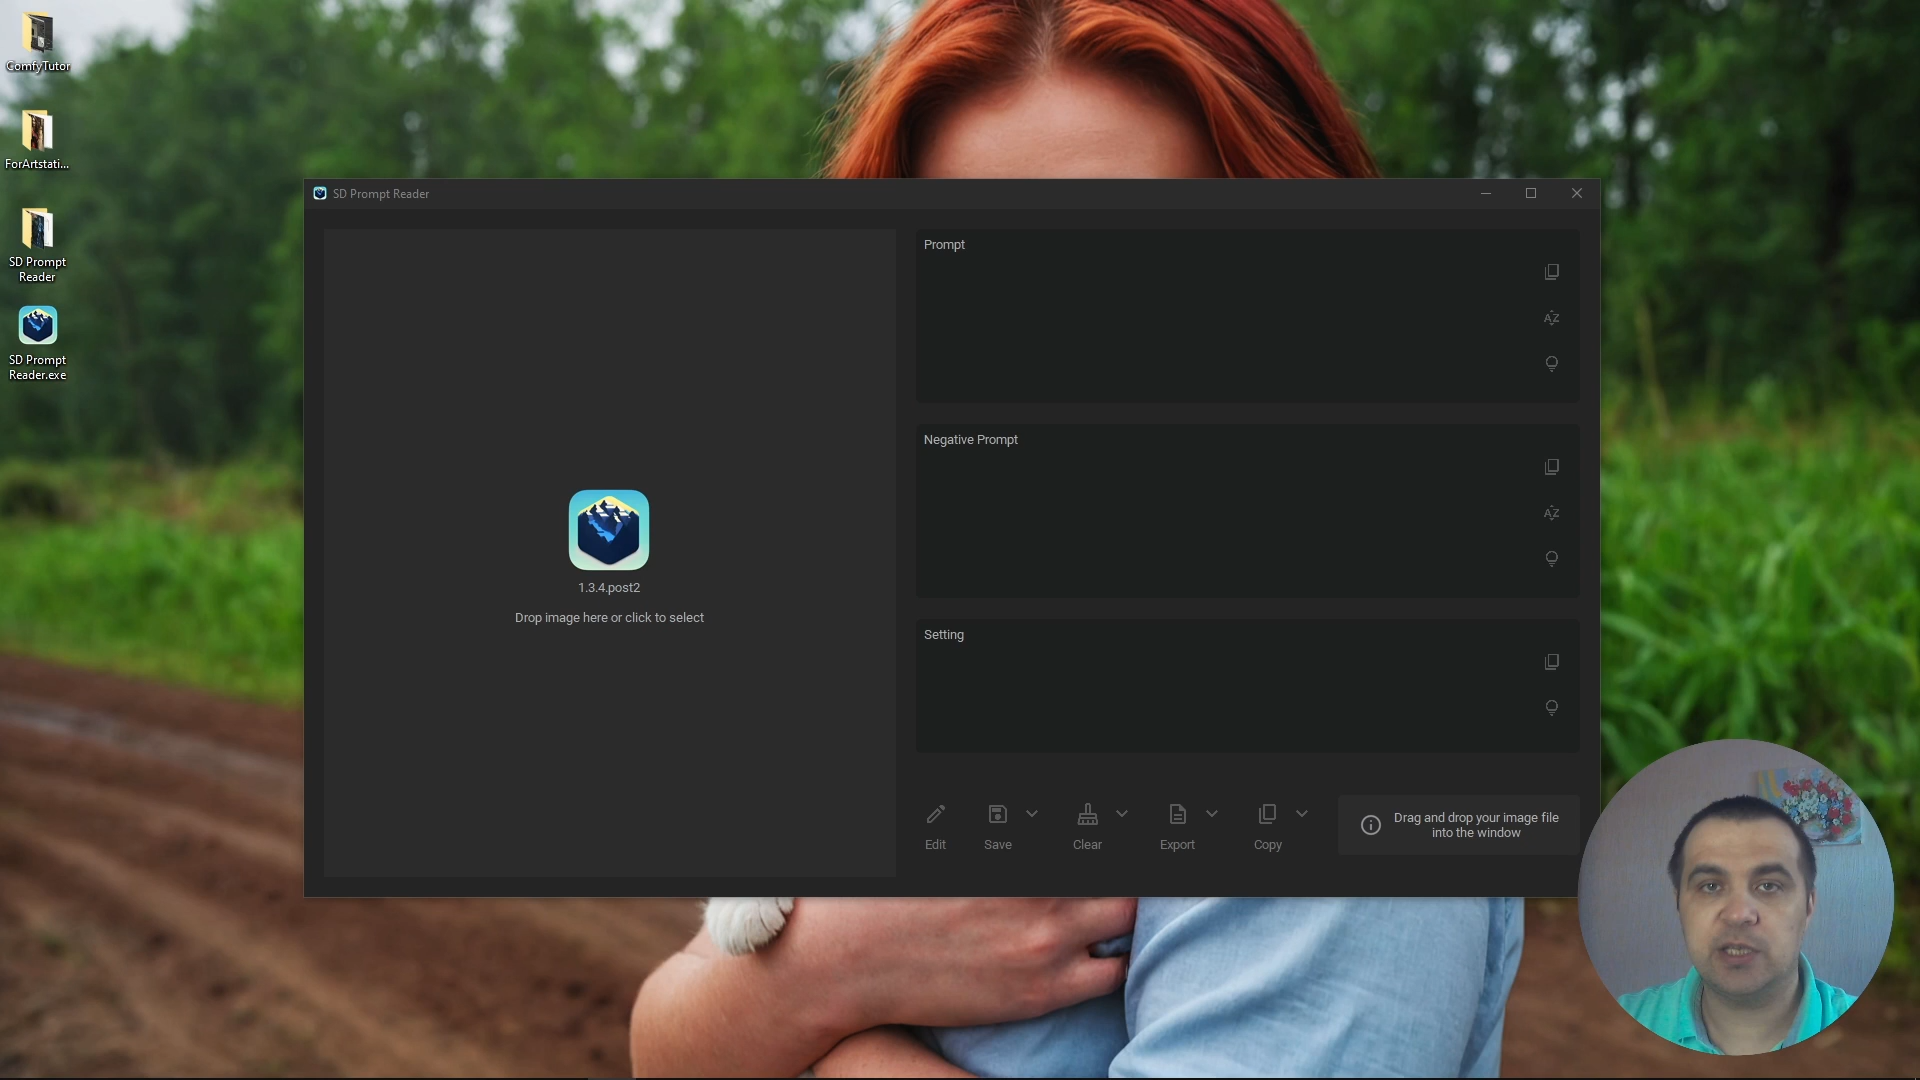 ComfyTutor
ForArtstati...
SD Prompt
Reader
SD Prompt
Reader.exe
SD Prompt Reader
1.3.4.post2
Drop image here or click to select
Prompt
AZ
Negative Prompt
AZ
Setting
Edit
Save
Clear
Export
Copy
Drag and drop your image file
into the window